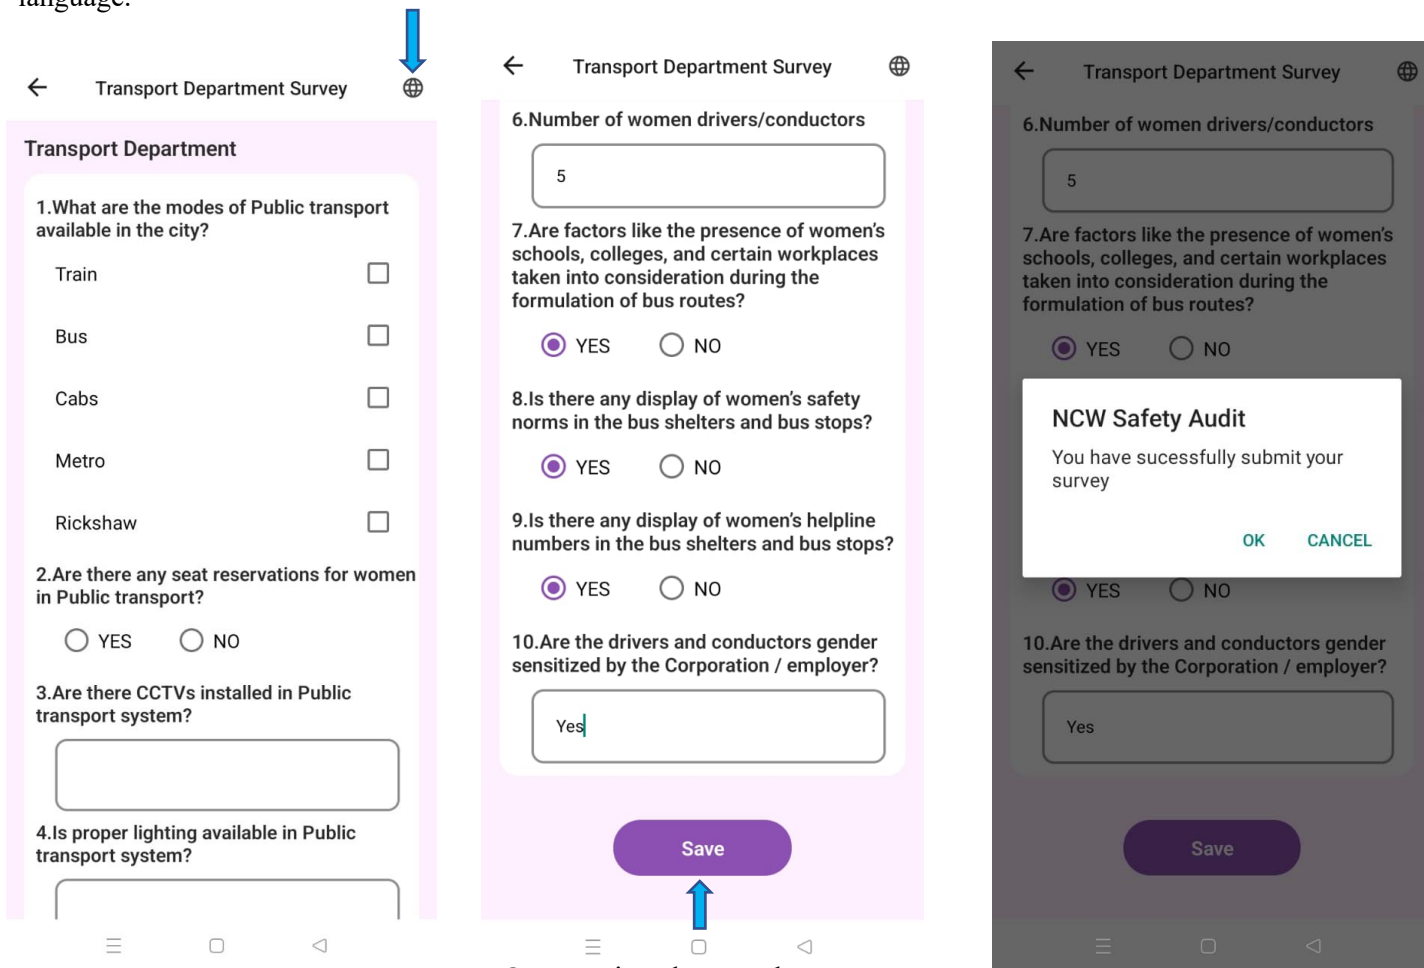 language.
Transport Department Survey
Transport Department
1.What are the modes of Public transport
available in the city?
Train
Bus
Cabs
Metro
Rickshaw
2.Are there any seat reservations for women
in Public transport?
YES NO
3.Are there CCTVs installed in Public
transport system?
4.Is proper lighting available in Public
transport system?
Transport Department Survey
6.Number of women drivers/conductors
5
7.Are factors like the presence of women's
schools, colleges, and certain workplaces
taken into consideration during the
formulation of bus routes?
YES NO
8.Is there any display of women's safety
norms in the bus shelters and bus stops?
YES NO
9.Is there any display of women's helpline
numbers in the bus shelters and bus stops?
YES NO
10.Are the drivers and conductors gender
sensitized by the Corporation / employer?
Yes
Save
Transport Department Survey
6.Number of women drivers/conductors
5
7.Are factors like the presence of women's
schools, colleges, and certain workplaces
taken into consideration during the
formulation of bus routes?
YES NO
NCW Safety Audit
You have sucessfully submit your
survey
OK CANCEL
YES NO
10.Are the drivers and conductors gender
sensitized by the Corporation / employer?
Yes
Save